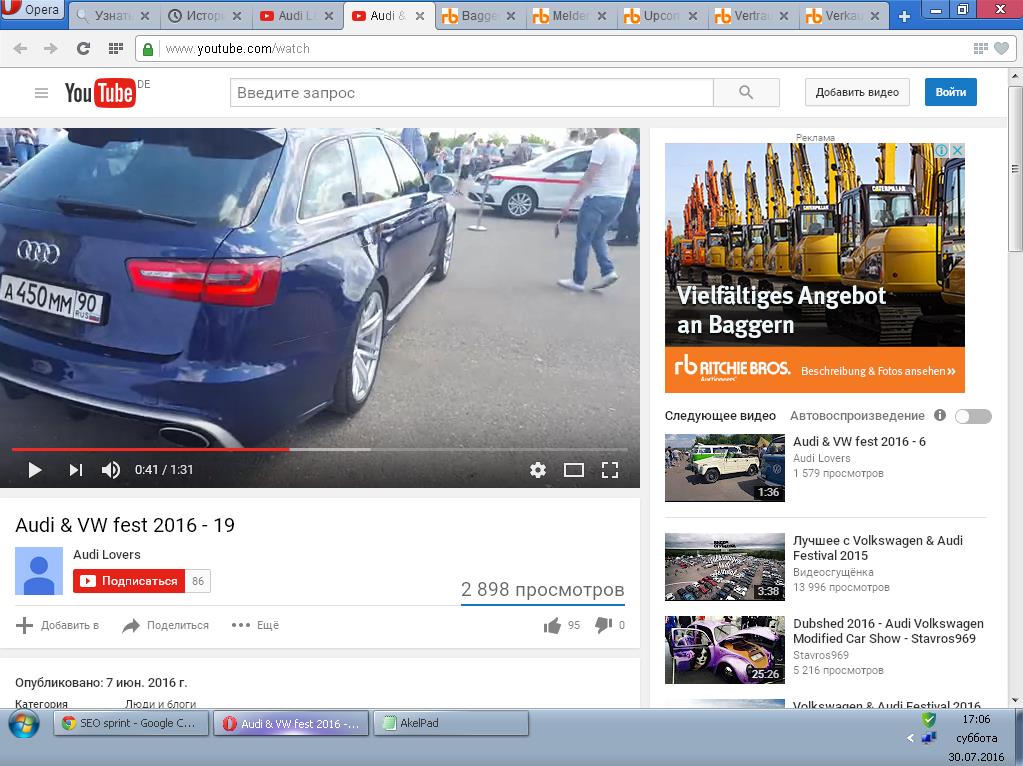 Opera
Узнать
Истори
Audi L
Audi &
Bagge
Melder
Upcon
Vertra
Verkau
www.youtube.com/watch
YouTube DE
Введите запрос
Добавить видео
Войти
Реклама
CATERPILLAR
Vielfältiges Angebot
an Baggern
rb RITCHIE BROS.
Auctioneers
Beschreibung & Fotos ansehen»
A 450 MM 90
RUS
0:41 / 1:31
Следующее видео
Автовоспроизведение
Audi & VW fest 2016 - 6
Audi Lovers
1 579 просмотров
1:36
Лучшее с Volkswagen & Audi
Festival 2015
Видеосгущёнка
13 996 просмотров
3:38
Dubshed 2016 - Audi Volkswagen
Modified Car Show - Stavros969
Stavros969
5 216 просмотров
25:26
Volkswagen & Audi Festival 2016
Audi & VW fest 2016 - 19
Audi Lovers
Подписаться 86
2 898 просмотров
Добавить в
Поделиться
Ещё
95
0
Опубликовано: 7 июн. 2016 г.
Категория Люди и блоги
SEO sprint - Google C...
Audi & VW fest 2016 -...
AkelPad
17:06
суббота
30.07.2016